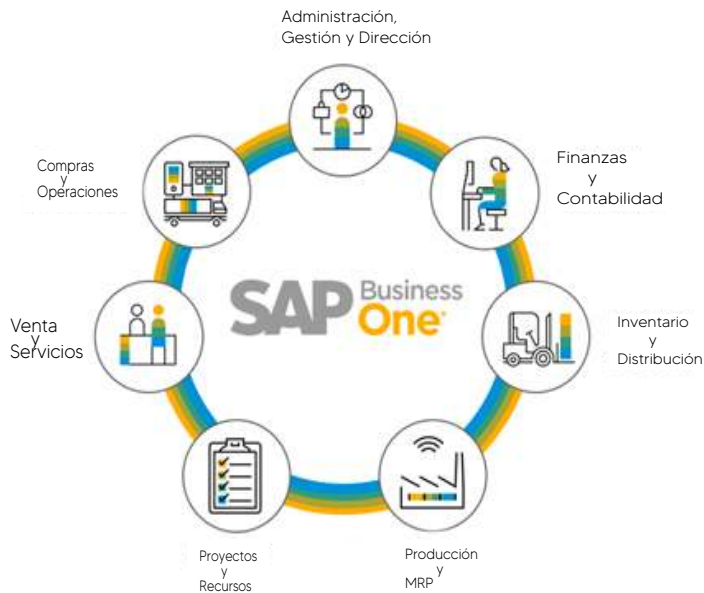 Administración,
Gestión y Dirección
Finanzas
y
Contabilidad
Inventario
y
Distribución
Producción
y
MRP
Proyectos
y
Recursos
Venta
y
Servicios
Compras
y
Operaciones
SAP Business
One